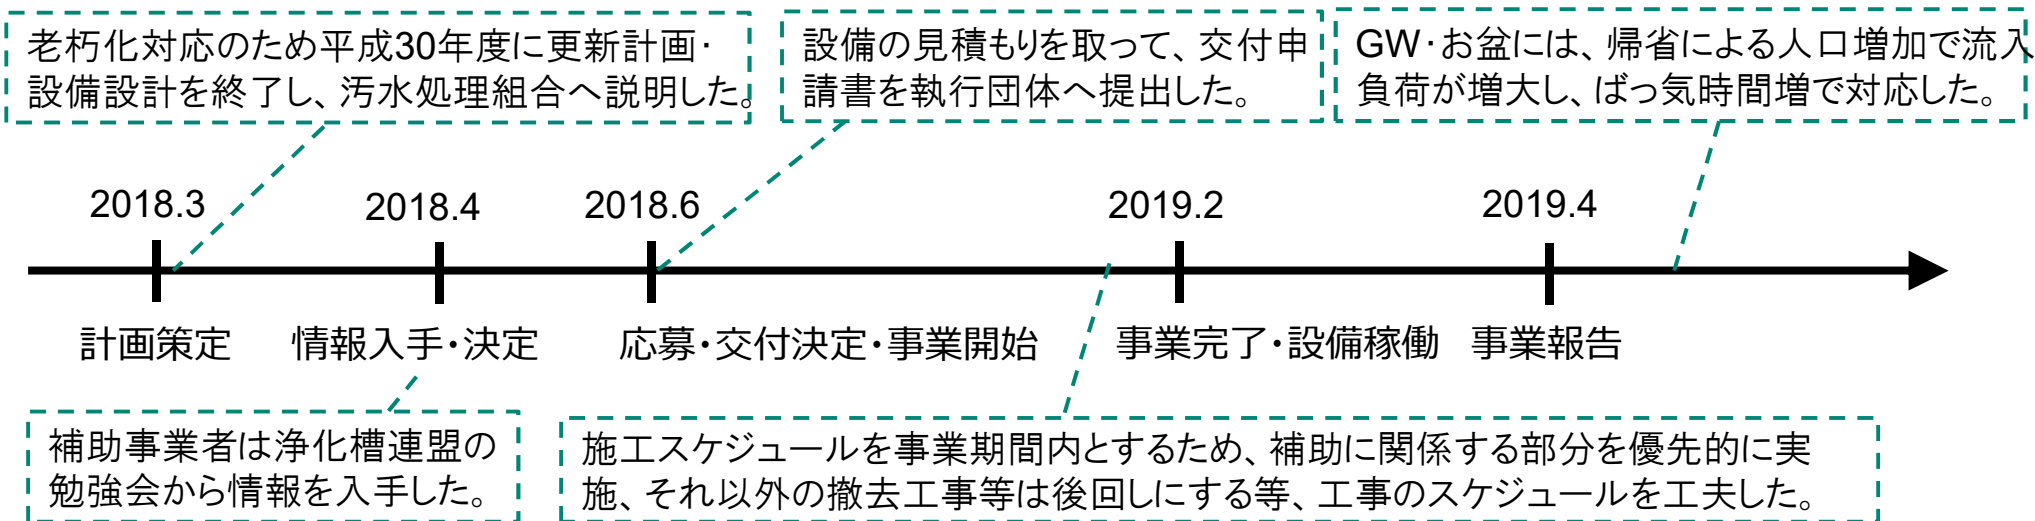 老朽化対応のため平成30年度に更新計画・
設備設計を終了し、汚水処理組合へ説明した。
設備の見積もりを取って、交付申
請書を執行団体へ提出した。
GW・お盆には、帰省による人口増加で流入
負荷が増大し、ばっ気時間増で対応した。
2018.3
2018.4
2018.6
2019.2
2019.4
計画策定
情報入手・決定
応募・交付決定・事業開始
事業完了・設備稼働
事業報告
補助事業者は浄化槽連盟の
勉強会から情報を入手した。
施工スケジュールを事業期間内とするため、補助に関係する部分を優先的に実
施、それ以外の撤去工事等は後回しにする等、工事のスケジュールを工夫した。